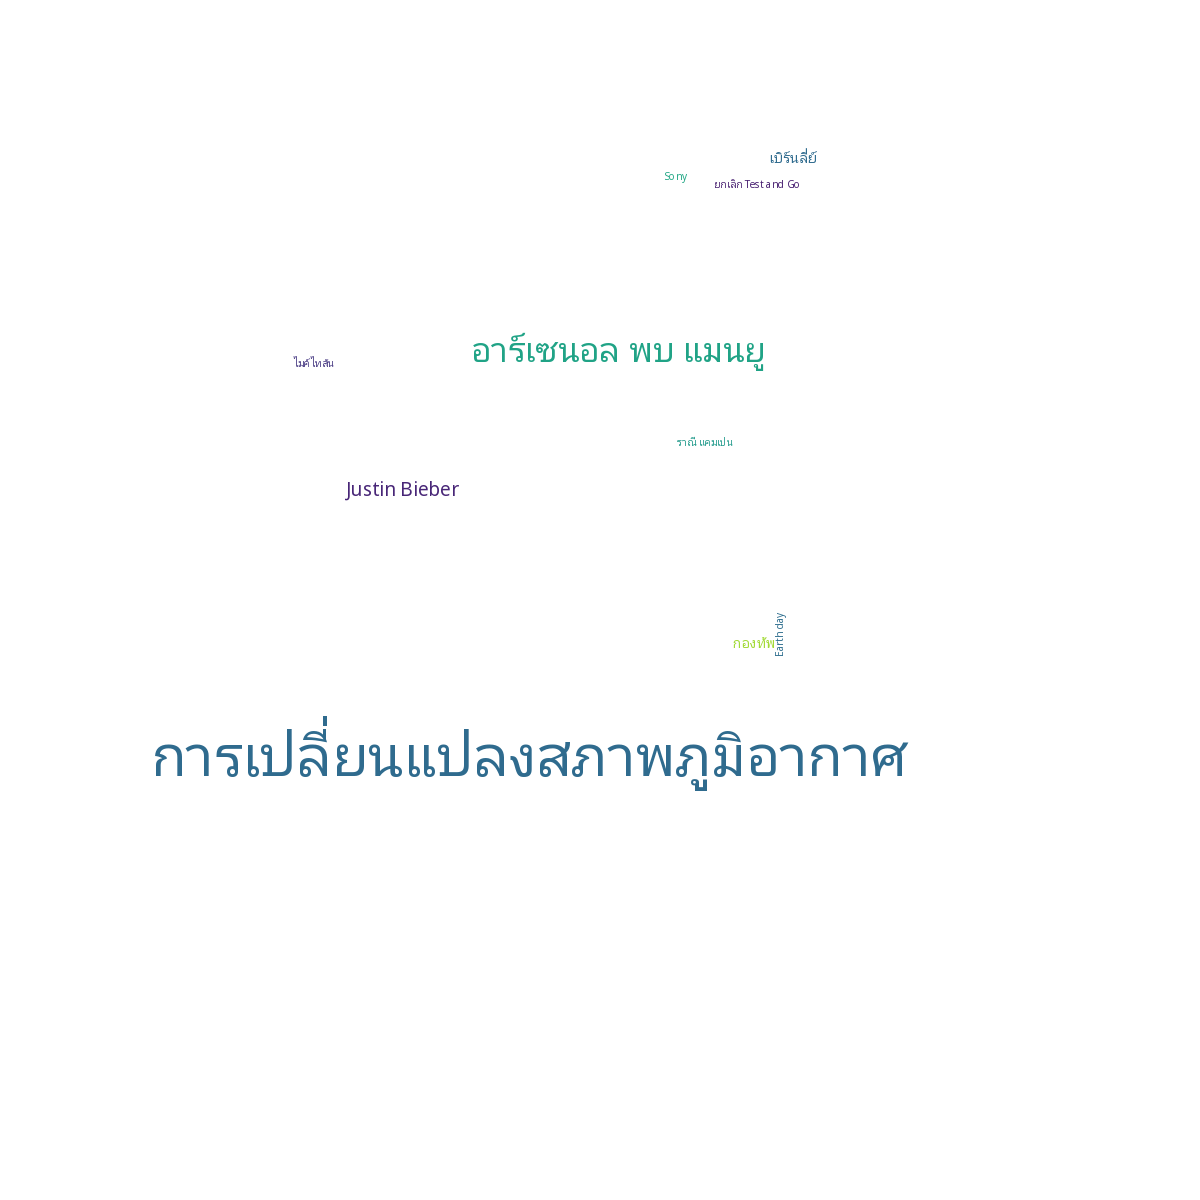 เบิร์นลี่ย์
Sony
ยกเลิก Test and Go
อาร์เซนอล พบ แมนยู
ไมค์ ไทสัน
ราณี แคมเปน
Justin Bieber
Earth day
กองทัพ
การเปลี่ยนแปลงสภาพภูมิอากาศ